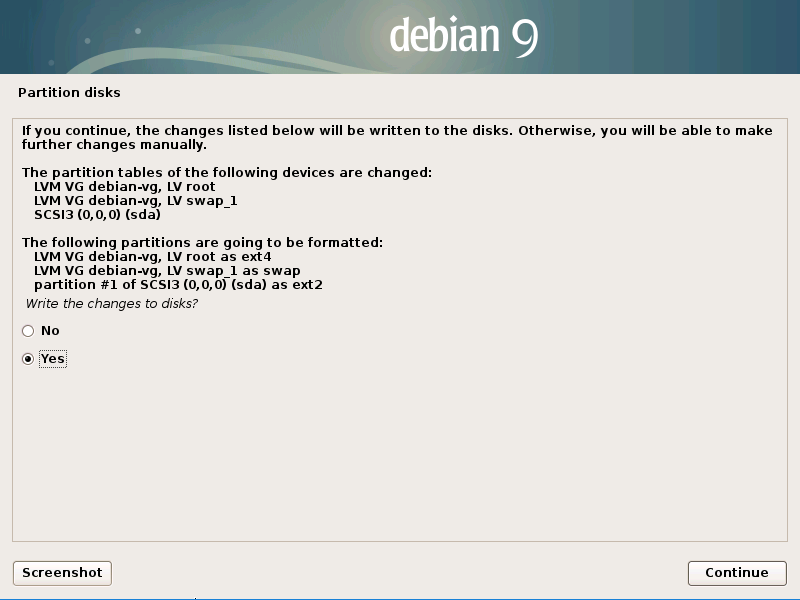 debian 9
Partition disks
If you continue, the changes listed below will be written to the disks. Otherwise, you will be able to make
further changes manually.
The partition tables of the following devices are changed:
LVM VG debian-vg, LV root
LVM VG debian-vg, LV swap_1
SCSI3 (0,0,0) (sda)
The following partitions are going to be formatted:
LVM VG debian-vg, LV root as ext4
LVM VG debian-vg, LV swap_1 as swap
partition #1 of SCSI3 (0,0,0) (sda) as ext2
Write the changes to disks?
No
Yes
Screenshot
Continue